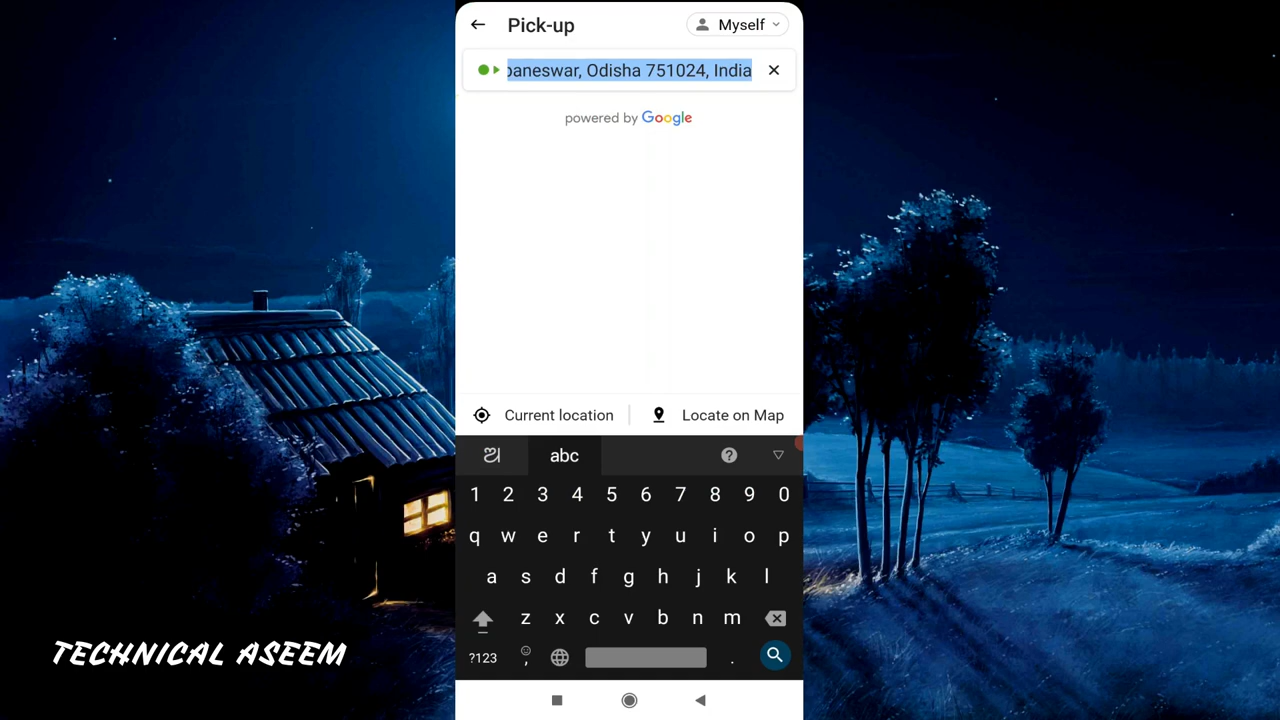 Pick-up
Myself
baneswar, Odisha 751024, India
powered by Google
Current location
Locate on Map
ଅ abc ?
1 2 3 4 5 6 7 8 9 0
q w e r t y u i o p
a s d f g h j k l
z x c v b n m
?123 , .
TECHNICAL ASEEM